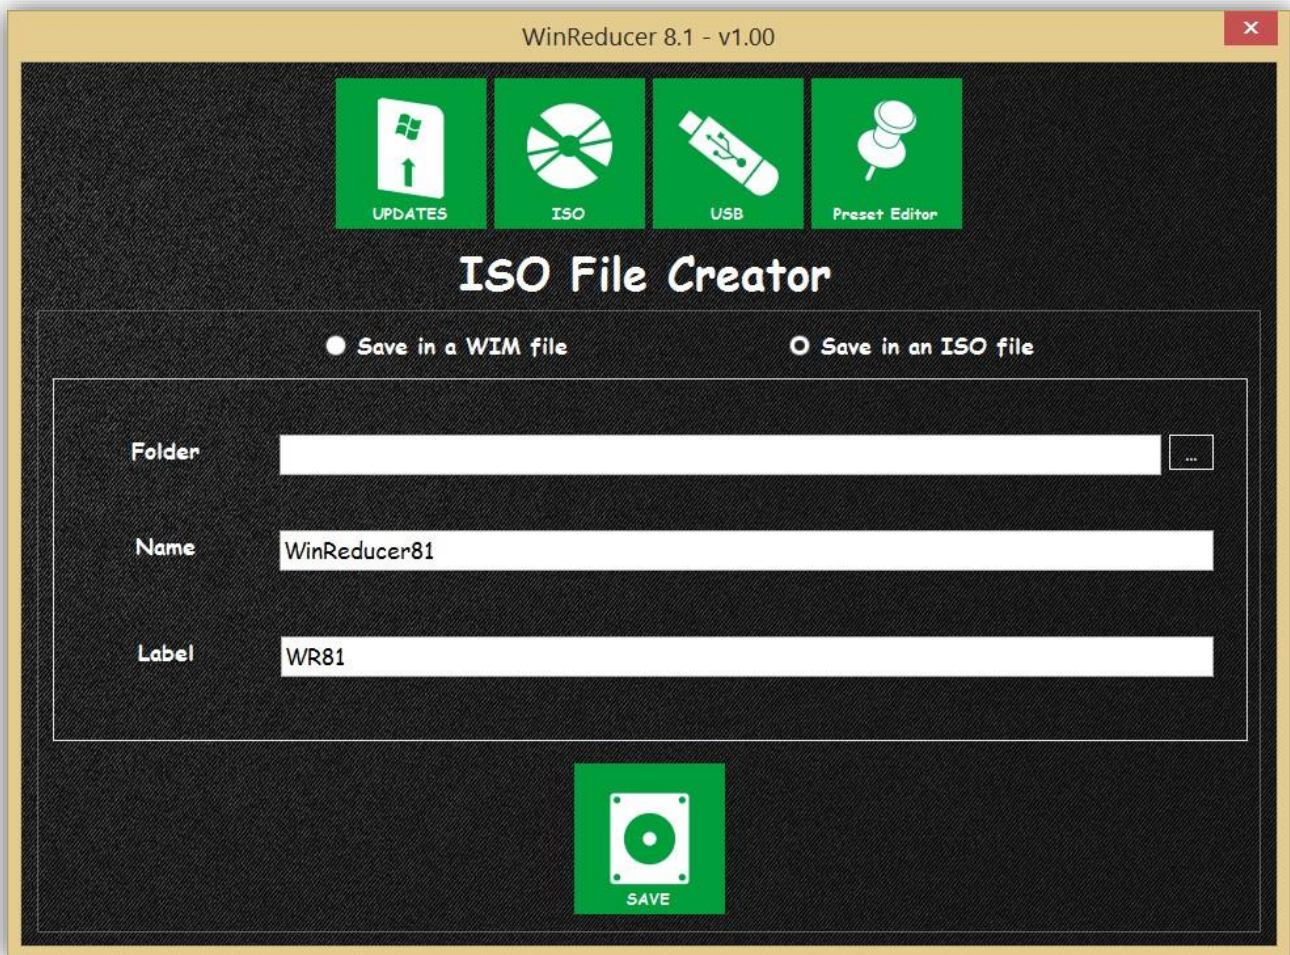 WinReducer 8.1 - v1.00
UPDATES
ISO
USB
Preset Editor
ISO File Creator
Save in a WIM file
Save in an ISO file
Folder
...
Name
WinReducer81
Label
WR81
SAVE